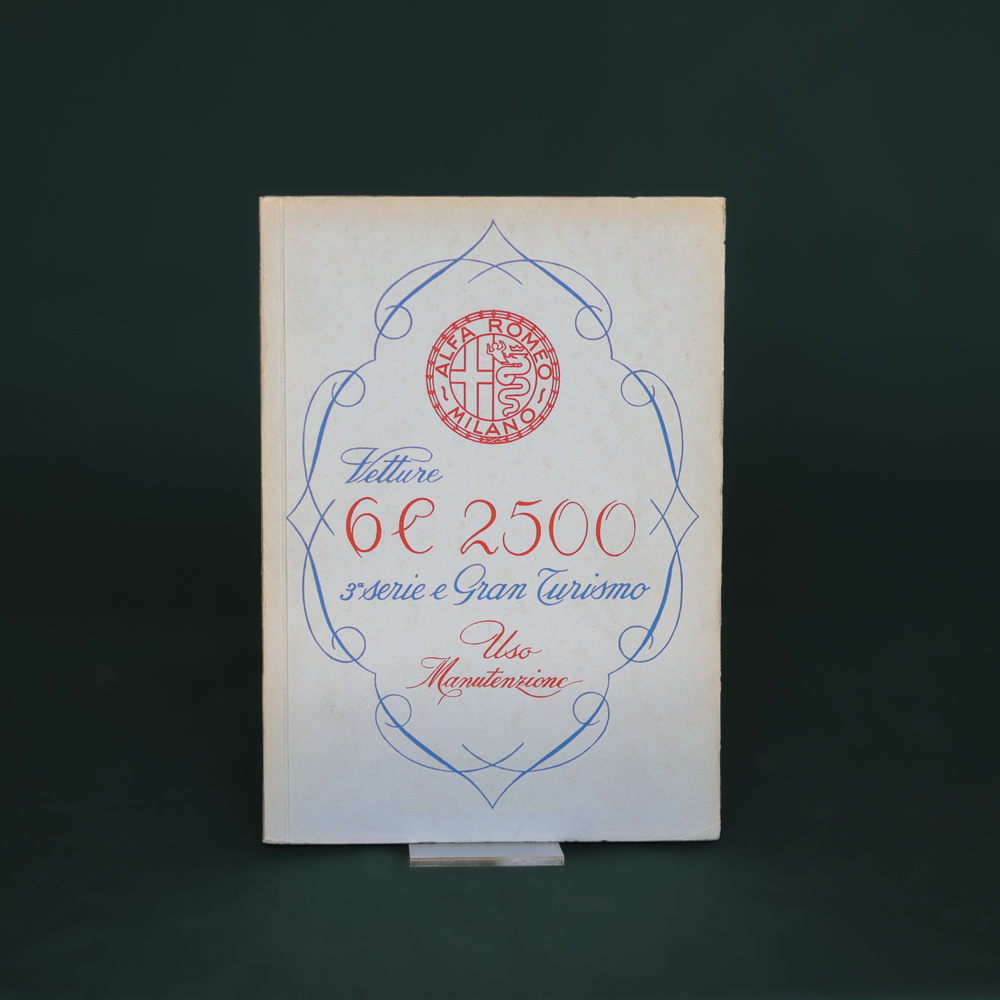 ALFA ROMEO
MILANO
Vetture
6C 2500
3ª serie e Gran Turismo
Uso
Manutenzione